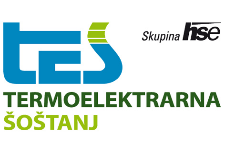 teš
Skupina hse
TERMOELEKTRARNA
ŠOŠTANJ